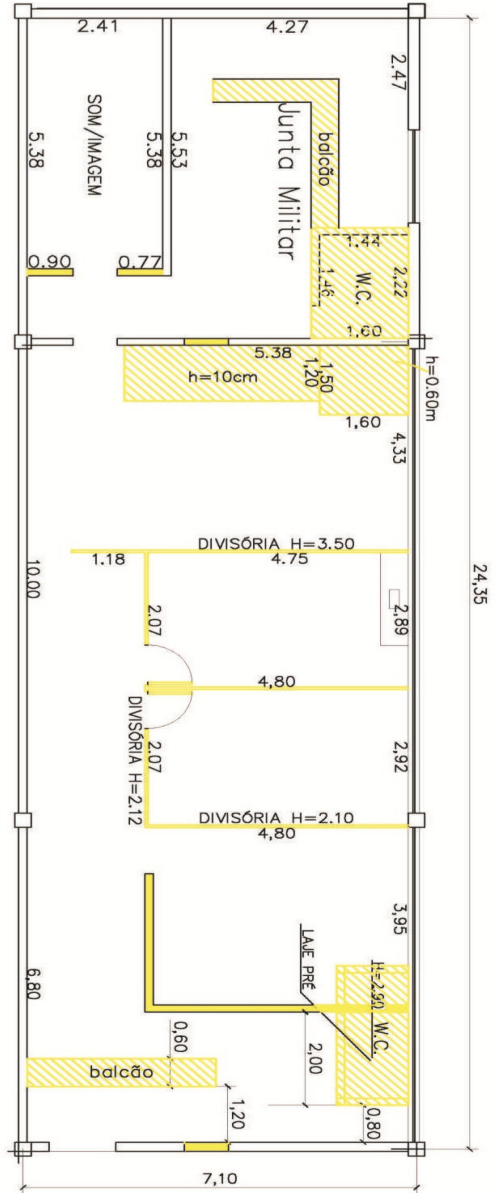 2.41
4.27
2.47
SOM/IMAGEM
5.38
5.38
5,53
Junta Militar
balcão
0.90
0.77
1.44
1.46
W.C.
2,22
1,60
5.38
h=10cm
1,50
1,20
1,60
h=0.60m
4,33
24,35
DIVISÓRIA H=3.50
1.18
4.75
10.00
2.07
2,89
4,80
DIVISÓRIA H=2.12
2.07
2,92
DIVISÓRIA H=2.10
4,80
3,95
LAJE PRÉ
H=2.90
W.C.
6,80
0,60
balcão
2,00
1,20
0,80
7,10